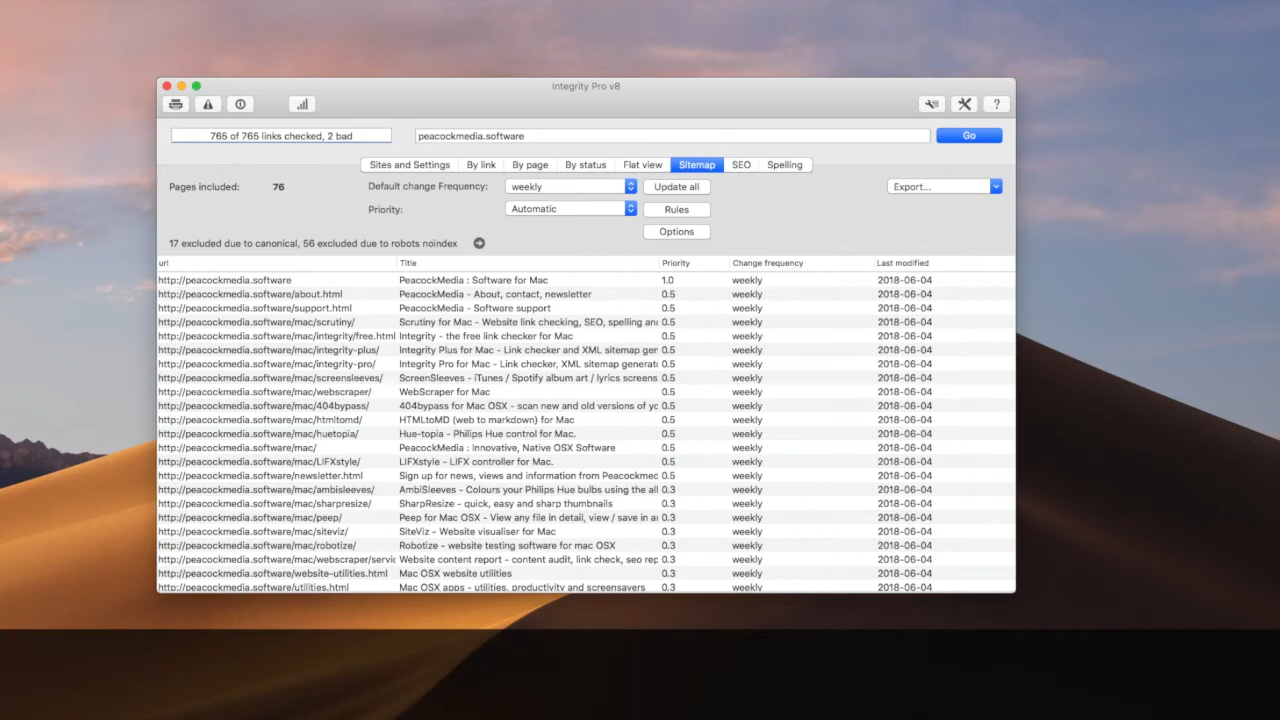 Integrity Pro v8
?
765 of 765 links checked, 2 bad peacockmedia.software Go
Sites and Settings By link By page By status Flat view Sitemap SEO Spelling
Pages included: 76 Default change Frequency: weekly Update all Export...
Priority: Automatic Rules
Options
17 excluded due to canonical, 56 excluded due to robots noindex
url Title Priority Change frequency Last modified
http://peacockmedia.software PeacockMedia : Software for Mac 1.0 weekly 2018-06-04
http://peacockmedia.software/about.html PeacockMedia - About, contact, newsletter 0.5 weekly 2018-06-04
http://peacockmedia.software/support.html PeacockMedia - Software support 0.5 weekly 2018-06-04
http://peacockmedia.software/mac/scrutiny/ Scrutiny for Mac - Website link checking, SEO, spelling an 0.5 weekly 2018-06-04
http://peacockmedia.software/mac/integrity/free.html Integrity - the free link checker for Mac 0.5 weekly 2018-06-04
http://peacockmedia.software/mac/integrity-plus/ Integrity Plus for Mac - Link checker and XML sitemap ger 0.5 weekly 2018-06-04
http://peacockmedia.software/mac/integrity-pro/ Integrity Pro for Mac - Link checker, XML sitemap generat 0.5 weekly 2018-06-04
http://peacockmedia.software/mac/screensleeves/ ScreenSleeves - iTunes / Spotify album art / lyrics screens 0.5 weekly 2018-06-04
http://peacockmedia.software/mac/webscraper/ WebScraper for Mac 0.5 weekly 2018-06-04
http://peacockmedia.software/mac/404bypass/ 404bypass for Mac OSX - scan new and old versions of yc 0.5 weekly 2018-06-04
http://peacockmedia.software/mac/htmltomd/ HTMLtoMD (web to markdown) for Mac 0.5 weekly 2018-06-04
http://peacockmedia.software/mac/huetopia/ Hue-topia - Philips Hue control for Mac. 0.5 weekly 2018-06-04
http://peacockmedia.software/mac/ PeacockMedia : Innovative, Native OSX Software 0.5 weekly 2018-06-04
http://peacockmedia.software/mac/LIFXstyle/ LIFXstyle - LIFX controller for Mac. 0.5 weekly 2018-06-04
http://peacockmedia.software/newsletter.html Sign up for news, views and information from Peacockmed 0.5 weekly 2018-06-04
http://peacockmedia.software/mac/ambisleeves/ AmbiSleeves - Colours your Philips Hue bulbs using the all 0.3 weekly 2018-06-04
http://peacockmedia.software/mac/sharpresize/ SharpResize - quick, easy and sharp thumbnails 0.3 weekly 2018-06-04
http://peacockmedia.software/mac/peep/ Peep for Mac OSX - View any file in detail, view / save in ar 0.3 weekly 2018-06-04
http://peacockmedia.software/mac/siteviz/ SiteViz - Website visualiser for Mac 0.3 weekly 2018-06-04
http://peacockmedia.software/mac/robotize/ Robotize - website testing software for mac OSX 0.3 weekly 2018-06-04
http://peacockmedia.software/mac/webscraper/servic Website content report - content audit, link check, seo rep 0.3 weekly 2018-06-04
http://peacockmedia.software/website-utilities.html Mac OSX website utilities 0.3 weekly 2018-06-04
http://peacockmedia.software/utilities.html Mac OSX apps - utilities, productivity and screensavers 0.3 weekly 2018-06-04